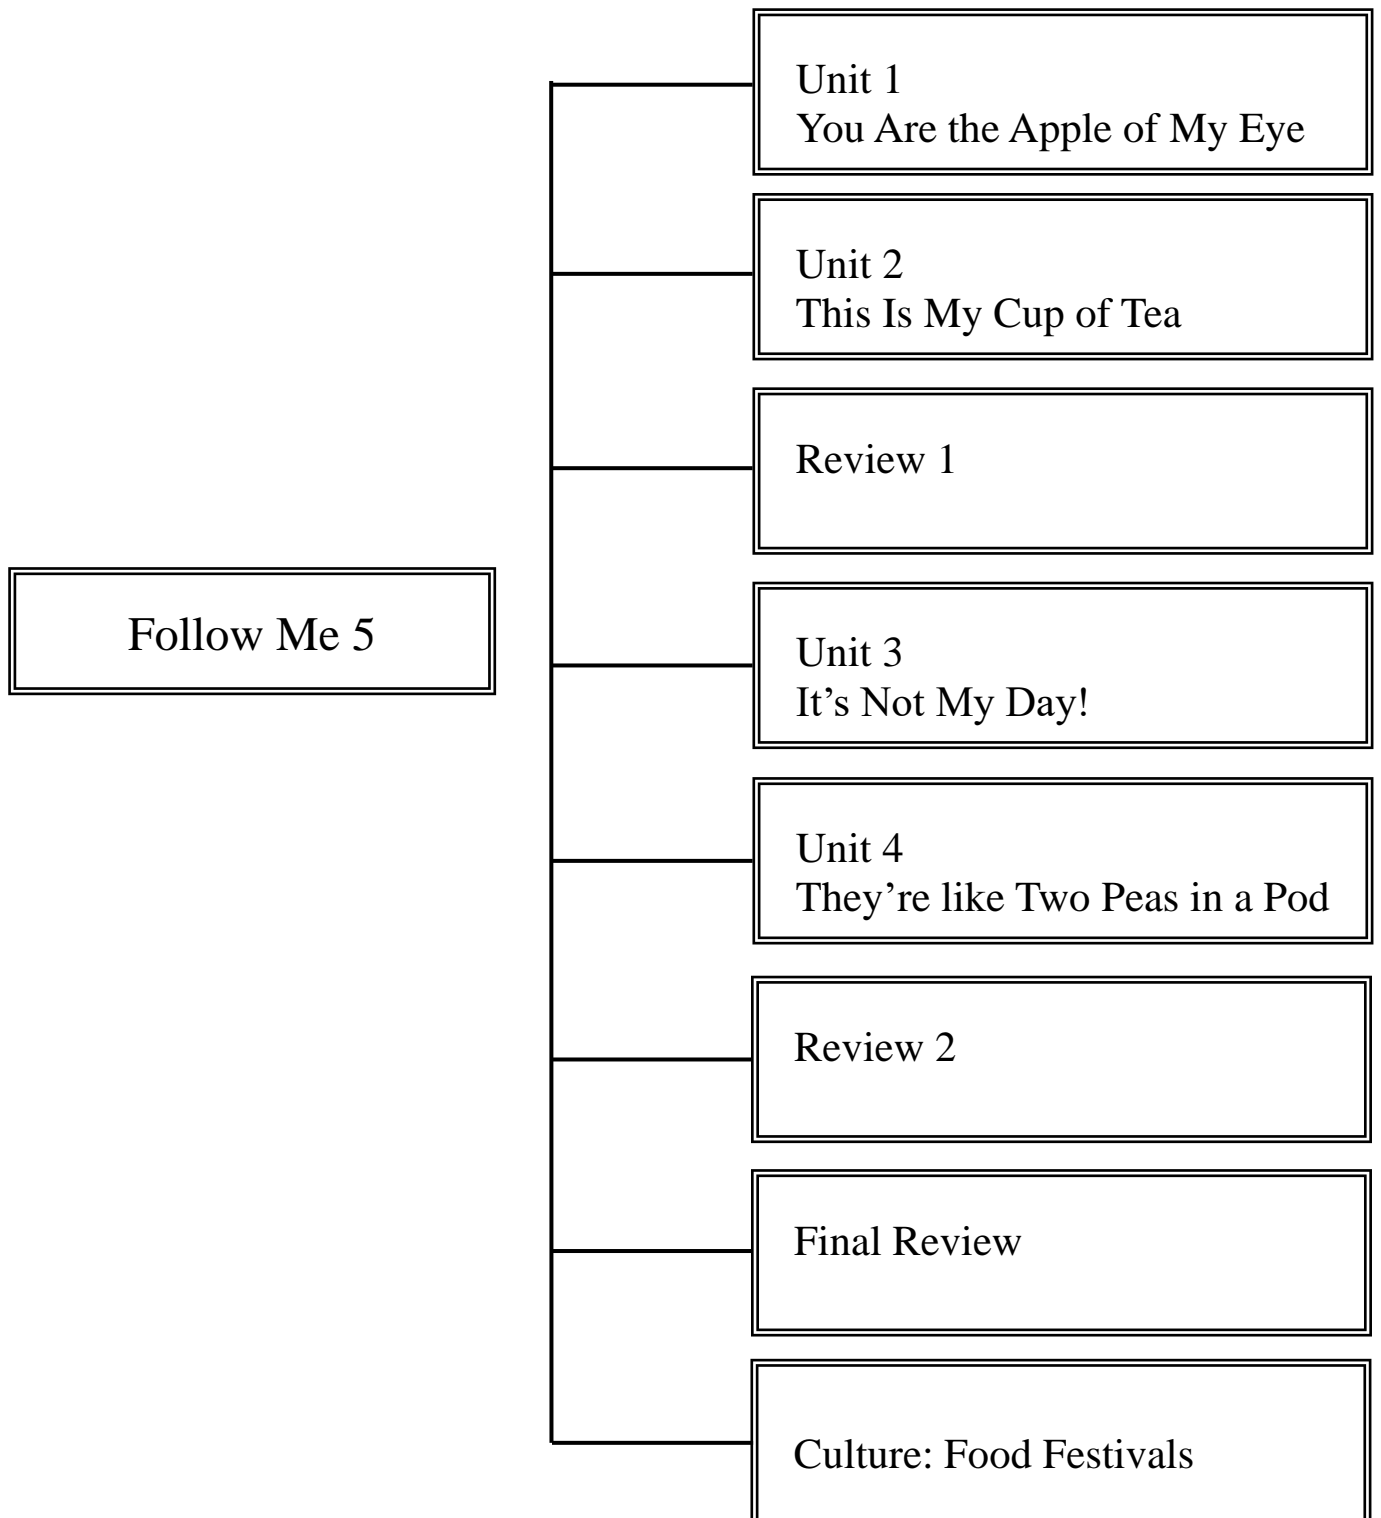 Unit 1
You Are the Apple of My Eye
Unit 2
This Is My Cup of Tea
Review 1
Follow Me 5
Unit 3
It’s Not My Day!
Unit 4
They’re like Two Peas in a Pod
Review 2
Final Review
Culture: Food Festivals